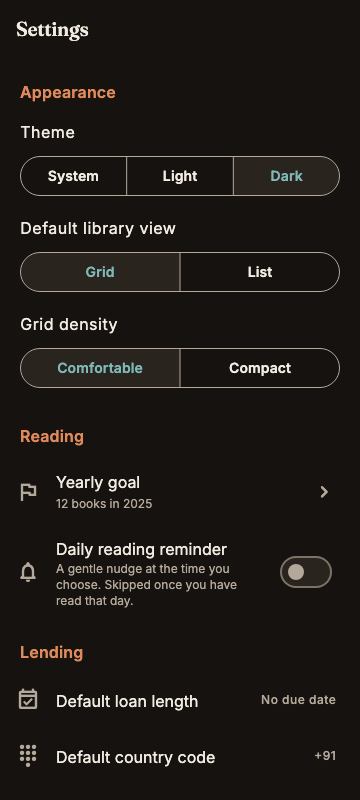 Settings
Appearance
Theme
System Light Dark
Default library view
Grid List
Grid density
Comfortable Compact
Reading
Yearly goal
12 books in 2025
Daily reading reminder
A gentle nudge at the time you
choose. Skipped once you have
read that day.
Lending
Default loan length No due date
Default country code +91